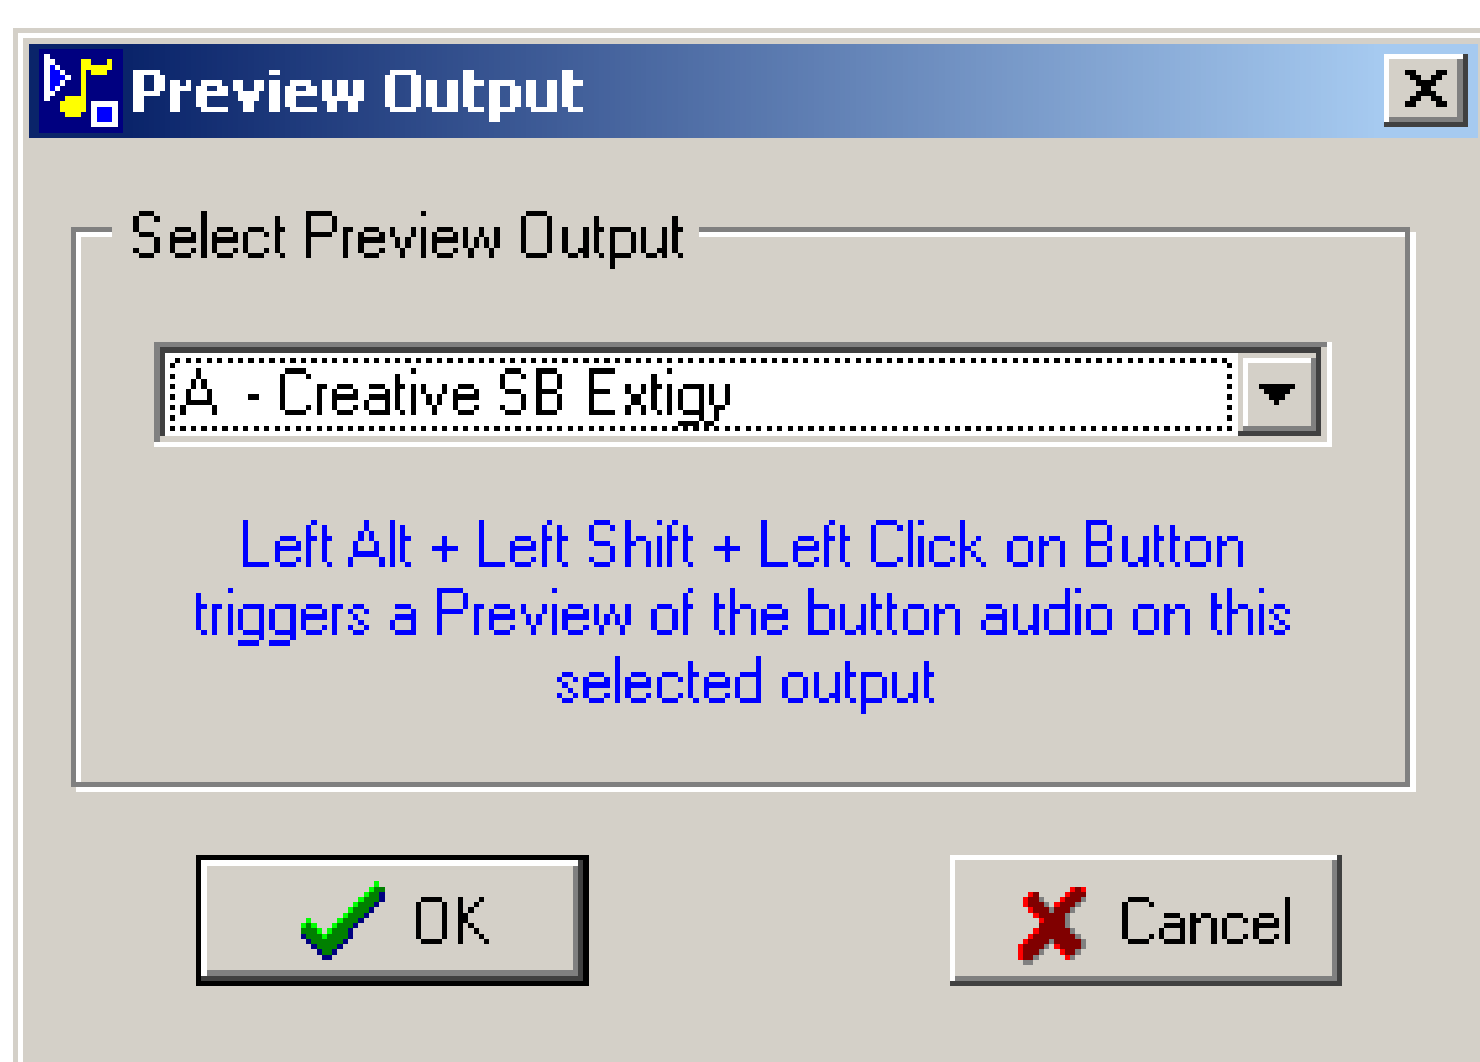 Preview Output
Select Preview Output
A - Creative SB Extigy
Left Alt + Left Shift + Left Click on Button
triggers a Preview of the button audio on this
selected output
OK
Cancel